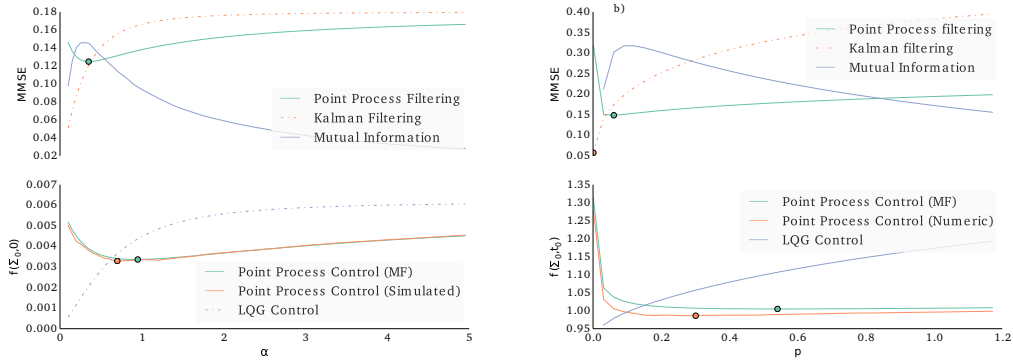 b)
0.18
0.16
0.14
0.12
0.10
0.08
0.06
0.04
0.02
MMSE
Point Process Filtering
Kalman Filtering
Mutual Information
0.40
0.35
0.30
0.25
0.20
0.15
0.10
0.05
MMSE
Point Process filtering
Kalman filtering
Mutual Information
0.007
0.006
0.005
0.004
0.003
0.002
0.001
0.000
f(Σ₀,0)
Point Process Control (MF)
Point Process Control (Simulated)
LQG Control
0 1 2 3 4 5
α
1.35
1.30
1.25
1.20
1.15
1.10
1.05
1.00
0.95
f(Σ₀,t₀)
Point Process Control (MF)
Point Process Control (Numeric)
LQG Control
0.0 0.2 0.4 0.6 0.8 1.0 1.2
p